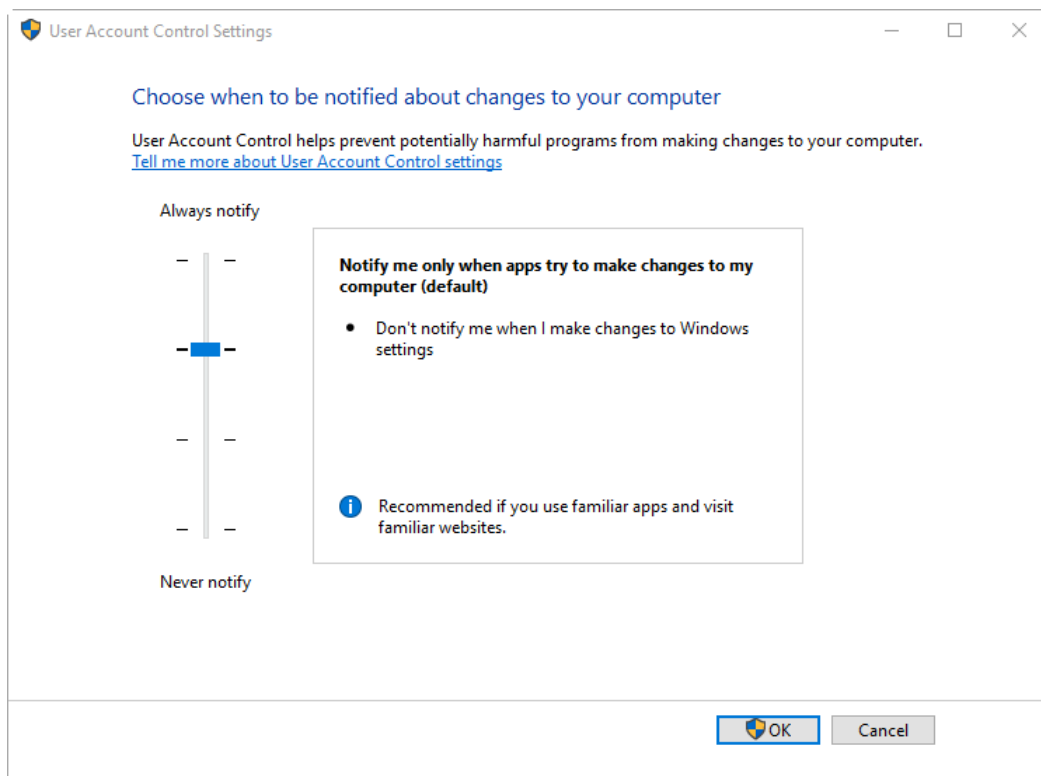 User Account Control Settings
Choose when to be notified about changes to your computer
User Account Control helps prevent potentially harmful programs from making changes to your computer.
Tell me more about User Account Control settings
Always notify
Notify me only when apps try to make changes to my
computer (default)
• Don't notify me when I make changes to Windows
settings
Recommended if you use familiar apps and visit
familiar websites.
Never notify
OK
Cancel